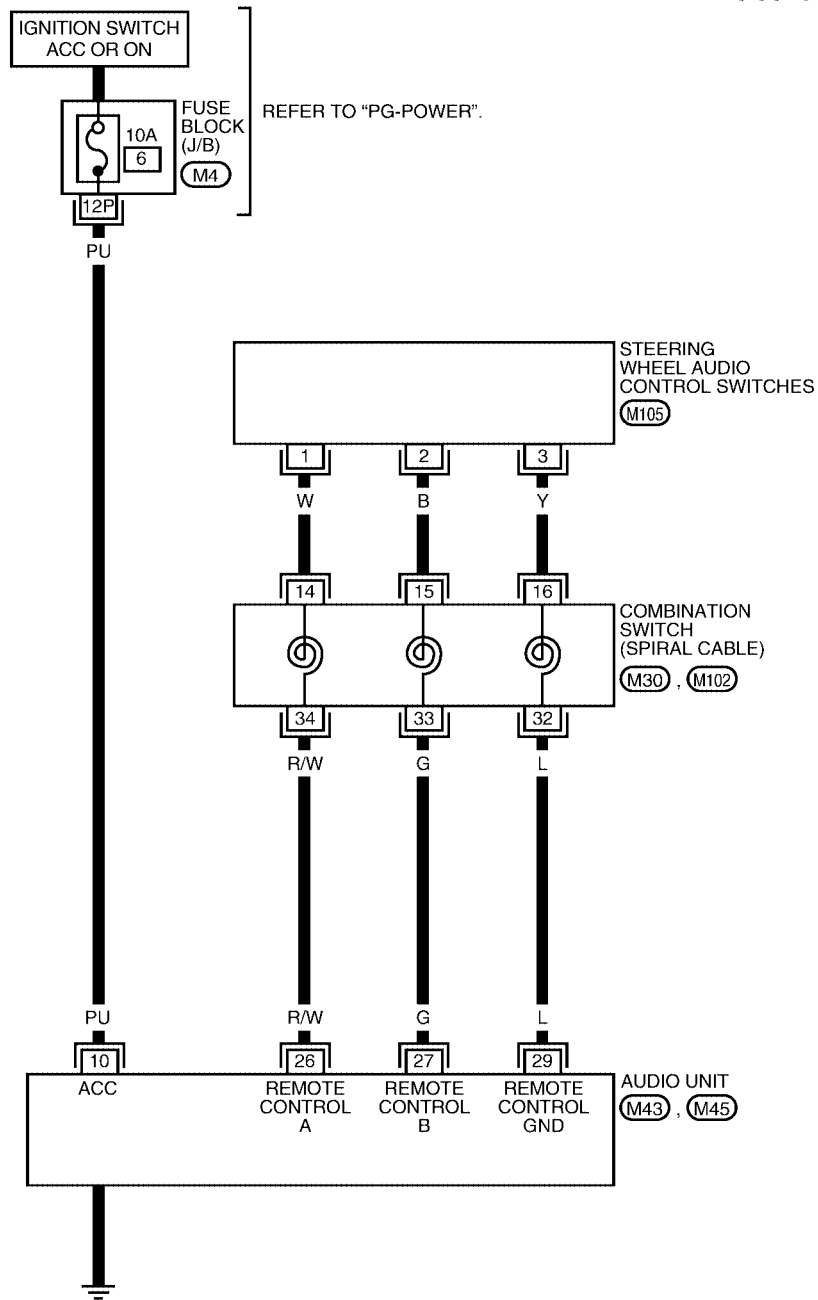 IGNITION SWITCH
ACC OR ON
FUSE
BLOCK
(J/B)
M4
10A
6
12P
REFER TO “PG-POWER”.
PU
STEERING
WHEEL AUDIO
CONTROL SWITCHES
M105
1 2 3
W B Y
14 15 16
COMBINATION
SWITCH
(SPIRAL CABLE)
M30 , M102
34 33 32
R/W G L
PU R/W G L
10 26 27 29
ACC
REMOTE
CONTROL
A
REMOTE
CONTROL
B
REMOTE
CONTROL
GND
AUDIO UNIT
M43 , M45